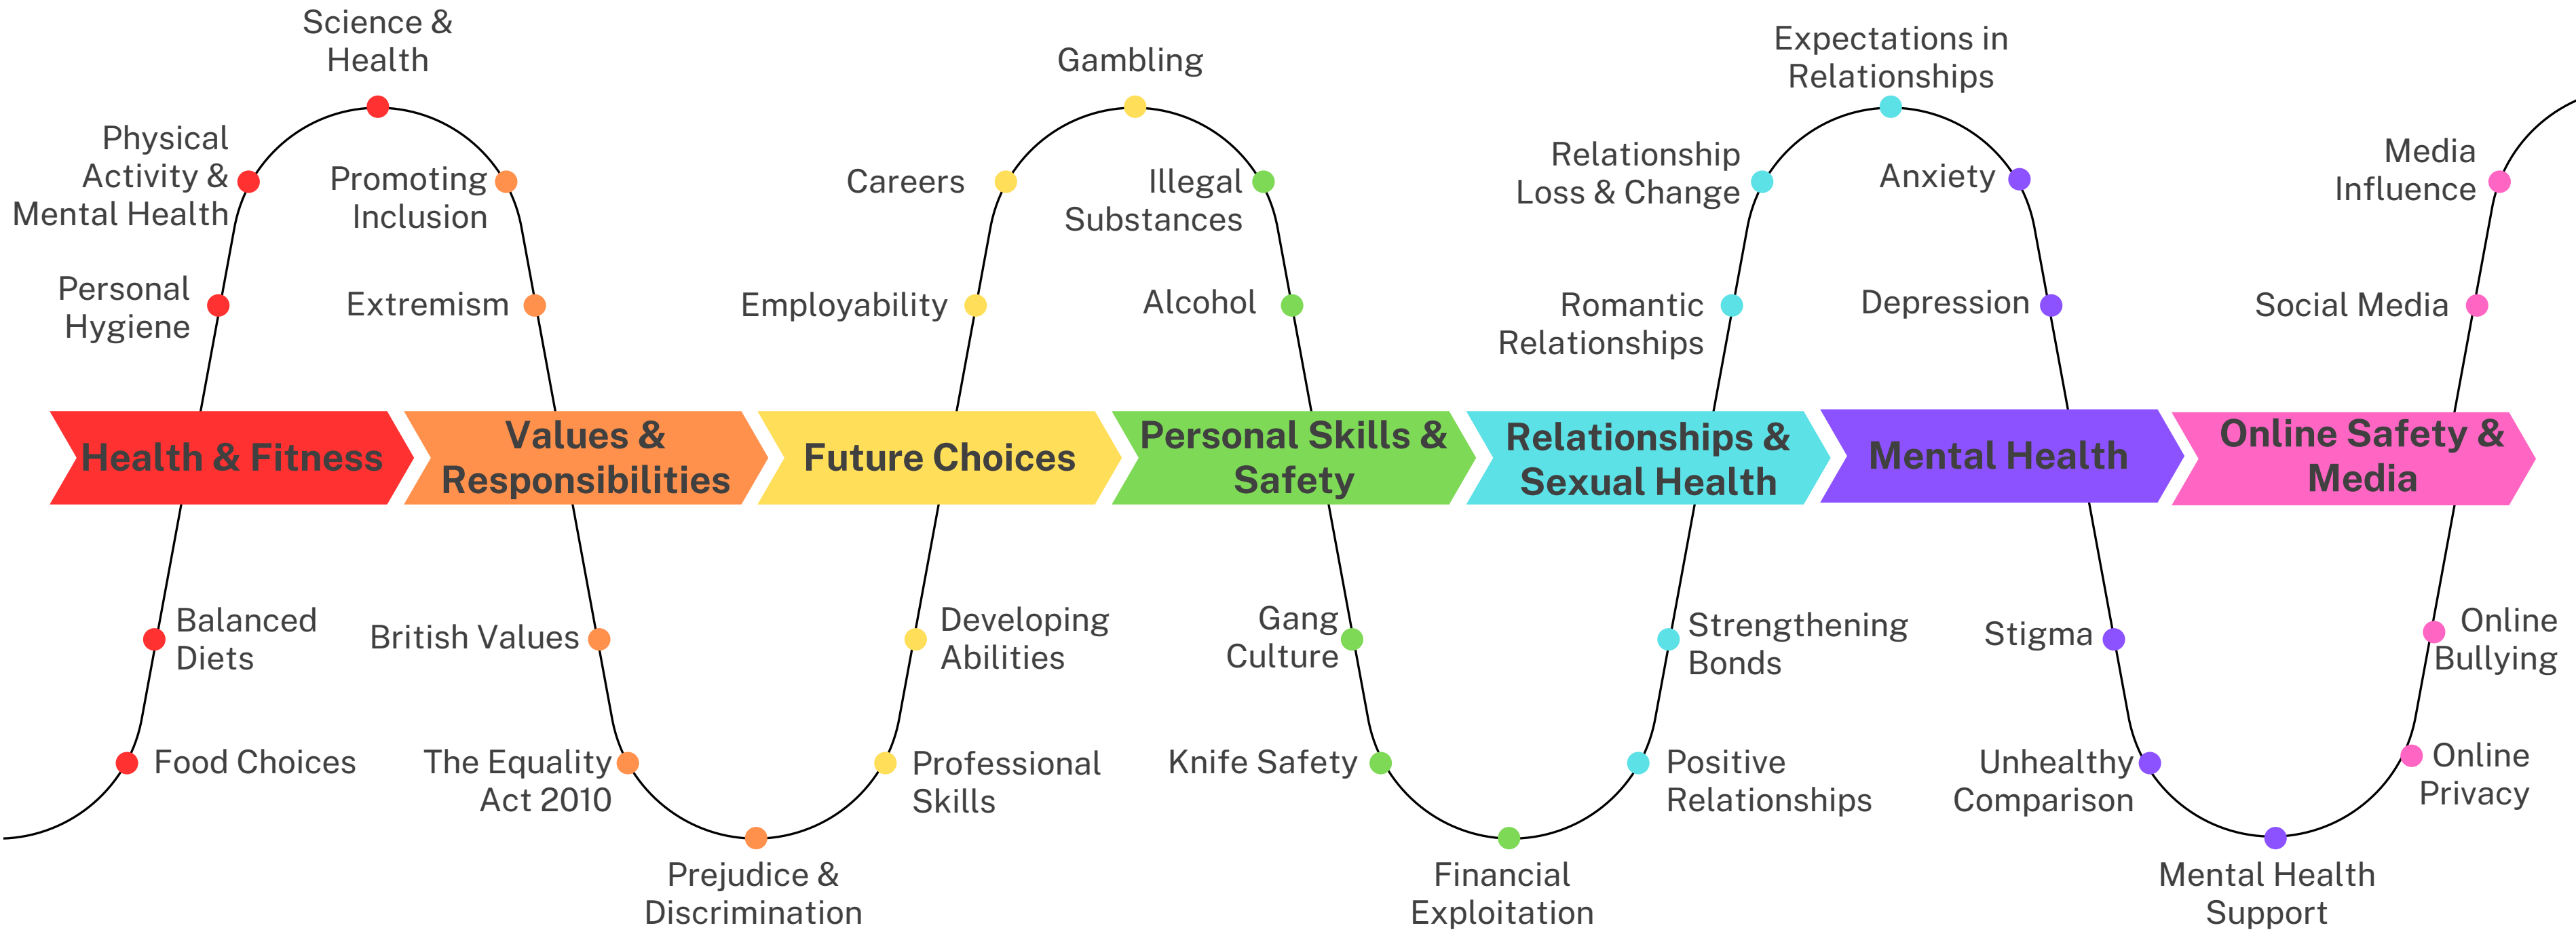 Science &
Health
Physical
Activity &
Mental Health
Personal
Hygiene
Promoting
Inclusion
Extremism
Gambling
Careers
Employability
Illegal
Substances
Alcohol
Expectations in
Relationships
Relationship
Loss & Change
Romantic
Relationships
Anxiety
Depression
Media
Influence
Social Media
Health & Fitness
Values &
Responsibilities
Future Choices
Personal Skills &
Safety
Relationships &
Sexual Health
Mental Health
Online Safety &
Media
Balanced
Diets
Food Choices
British Values
The Equality
Act 2010
Prejudice &
Discrimination
Developing
Abilities
Professional
Skills
Gang
Culture
Knife Safety
Financial
Exploitation
Strengthening
Bonds
Positive
Relationships
Stigma
Unhealthy
Comparison
Mental Health
Support
Online
Bullying
Online
Privacy